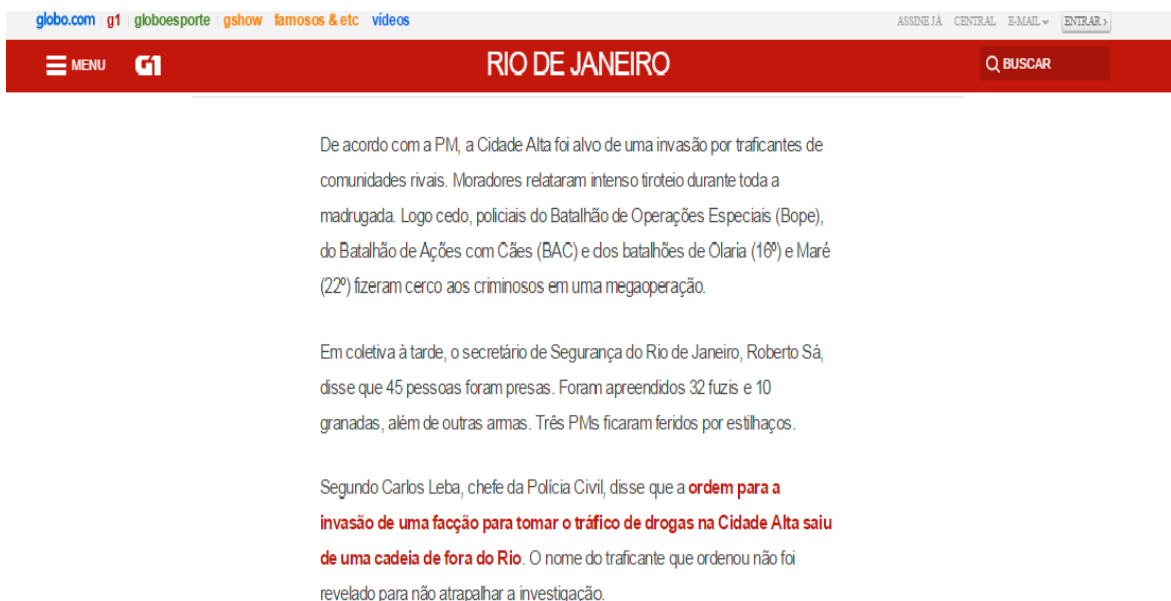 globo.com g1 globoesporte gshow famosos & etc vídeos ASSINE JÁ CENTRAL E-MAIL ENTRAR >
MENU G1 RIO DE JANEIRO BUSCAR
De acordo com a PM, a Cidade Alta foi alvo de uma invasão por traficantes de
comunidades rivais. Moradores relataram intenso tiroteio durante toda a
madrugada. Logo cedo, policiais do Batalhão de Operações Especiais (Bope),
do Batalhão de Ações com Cães (BAC) e dos batalhões de Olaria (16º) e Maré
(22º) fizeram cerco aos criminosos em uma megaoperação.
Em coletiva à tarde, o secretário de Segurança do Rio de Janeiro, Roberto Sá,
disse que 45 pessoas foram presas. Foram apreendidos 32 fuzis e 10
granadas, além de outras armas. Três PMs ficaram feridos por estilhaços.
Segundo Carlos Leba, chefe da Polícia Civil, disse que a ordem para a
invasão de uma facção para tomar o tráfico de drogas na Cidade Alta saiu
de uma cadeia de fora do Rio. O nome do traficante que ordenou não foi
revelado para não atrapalhar a investigação.